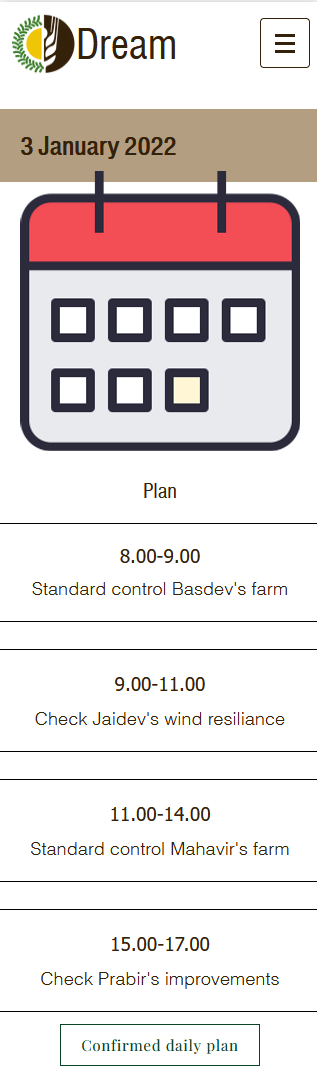 Dream
3 January 2022
Plan
8.00-9.00
Standard control Basdev's farm
9.00-11.00
Check Jaidev's wind resiliance
11.00-14.00
Standard control Mahavir's farm
15.00-17.00
Check Prabir's improvements
Confirmed daily plan